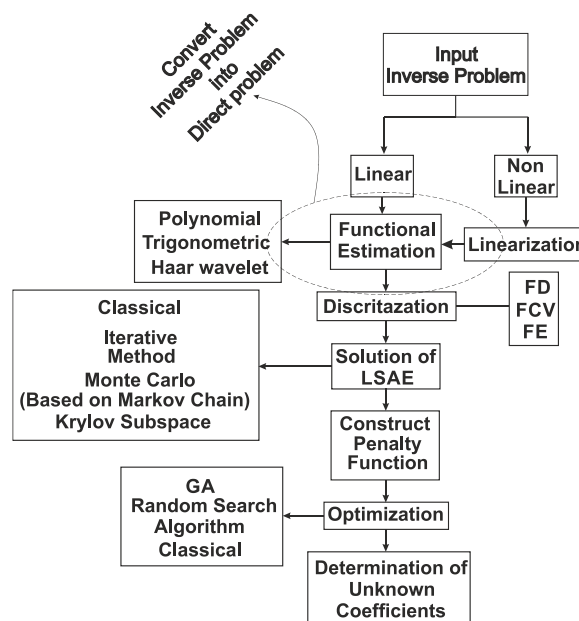 Convert
Inverse Problem
into
Direct problem
Input
Inverse Problem
Linear
Non
Linear
Polynomial
Trigonometric
Haar wavelet
Functional
Estimation
Linearization
Discritazation
FD
FCV
FE
Classical
Iterative
Method
Monte Carlo
(Based on Markov Chain)
Krylov Subspace
Solution of
LSAE
Construct
Penalty
Function
GA
Random Search
Algorithm
Classical
Optimization
Determination of
Unknown
Coefficients